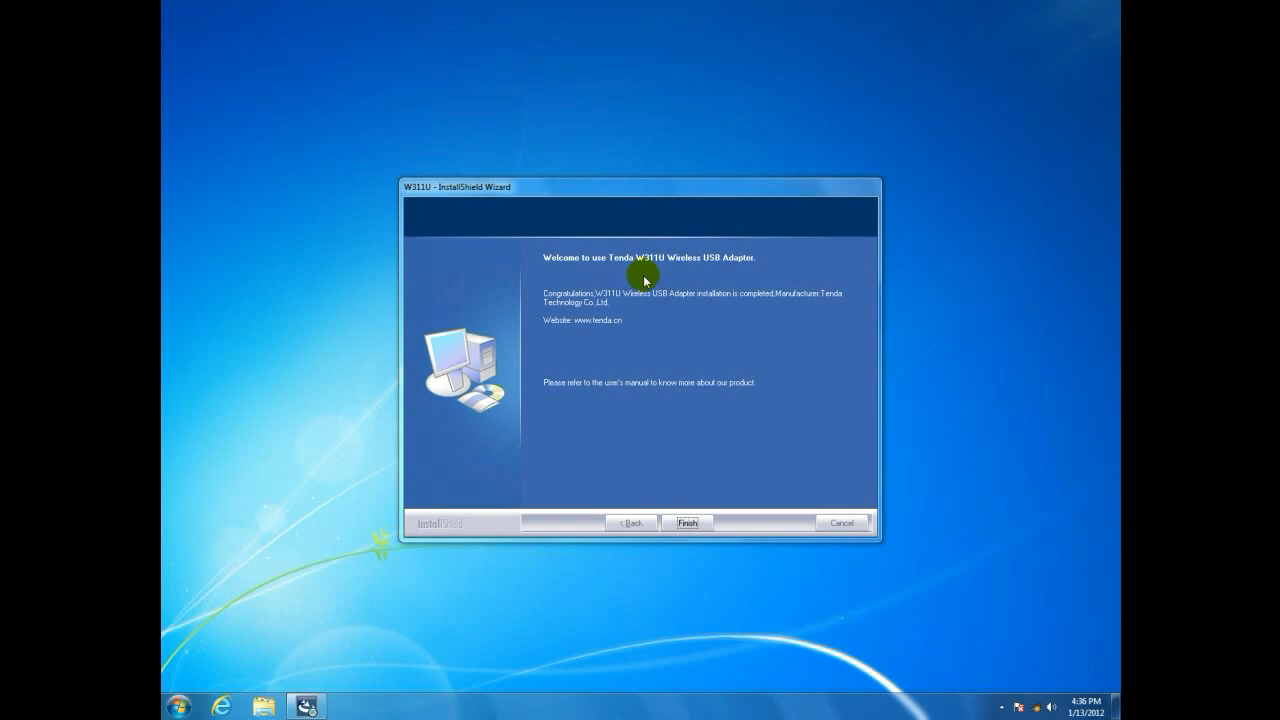 W311U - InstallShield Wizard
Welcome to use Tenda W311U Wireless USB Adapter.
Congratulations,W311U Wireless USB Adapter installation is completed,Manufacturer:Tenda
Technology Co.,Ltd.
Website: www.tenda.cn
Please refer to the user's manual to know more about our product.
InstallShield
< Back
Finish
Cancel
4:36 PM
1/13/2012